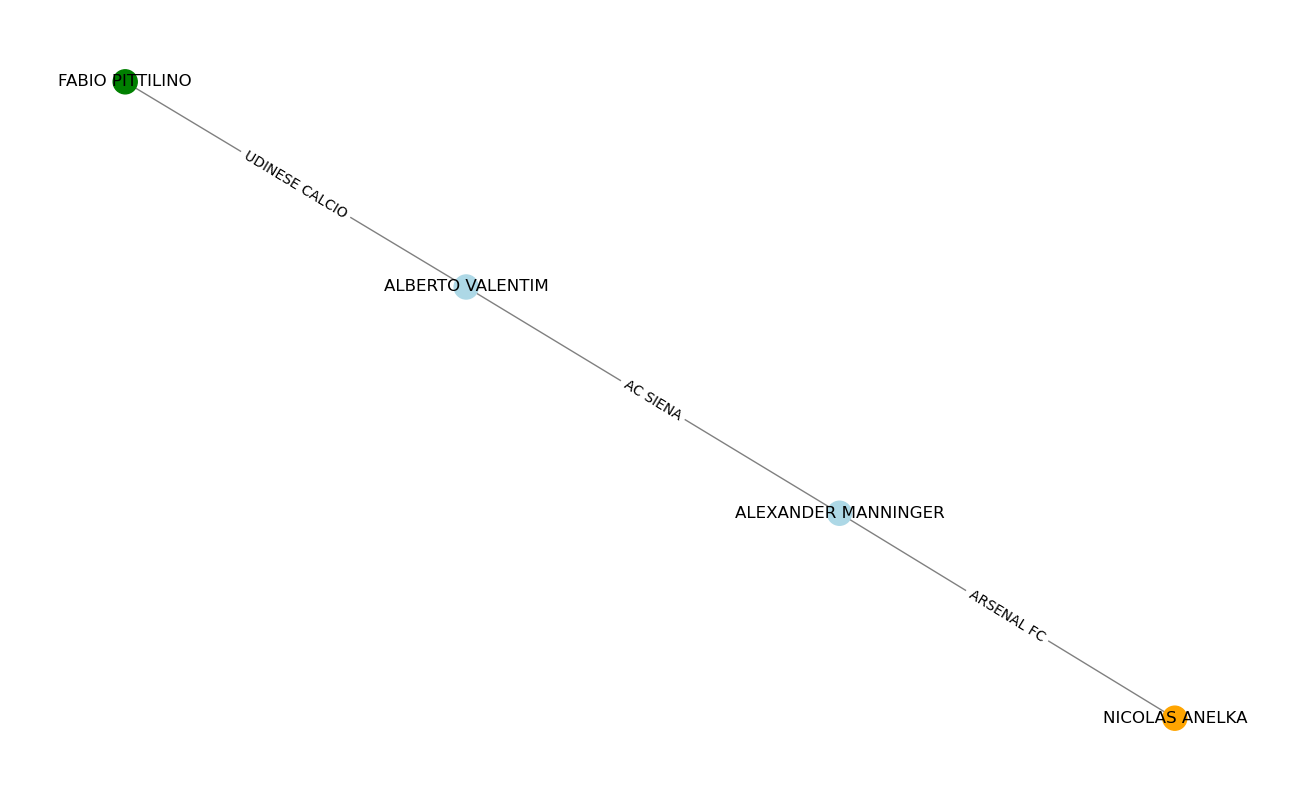 FABIO PITTILINO
UDINESE CALCIO
ALBERTO VALENTIM
AC SIENA
ALEXANDER MANNINGER
ARSENAL FC
NICOLAS ANELKA